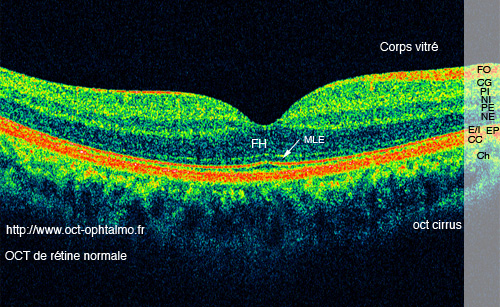 Corps vitré
FO
CG
PI
NI
PE
NE
E/I EP
CC
Ch
FH
MLE
http://www.oct-ophtalmo.fr
oct cirrus
OCT de rétine normale